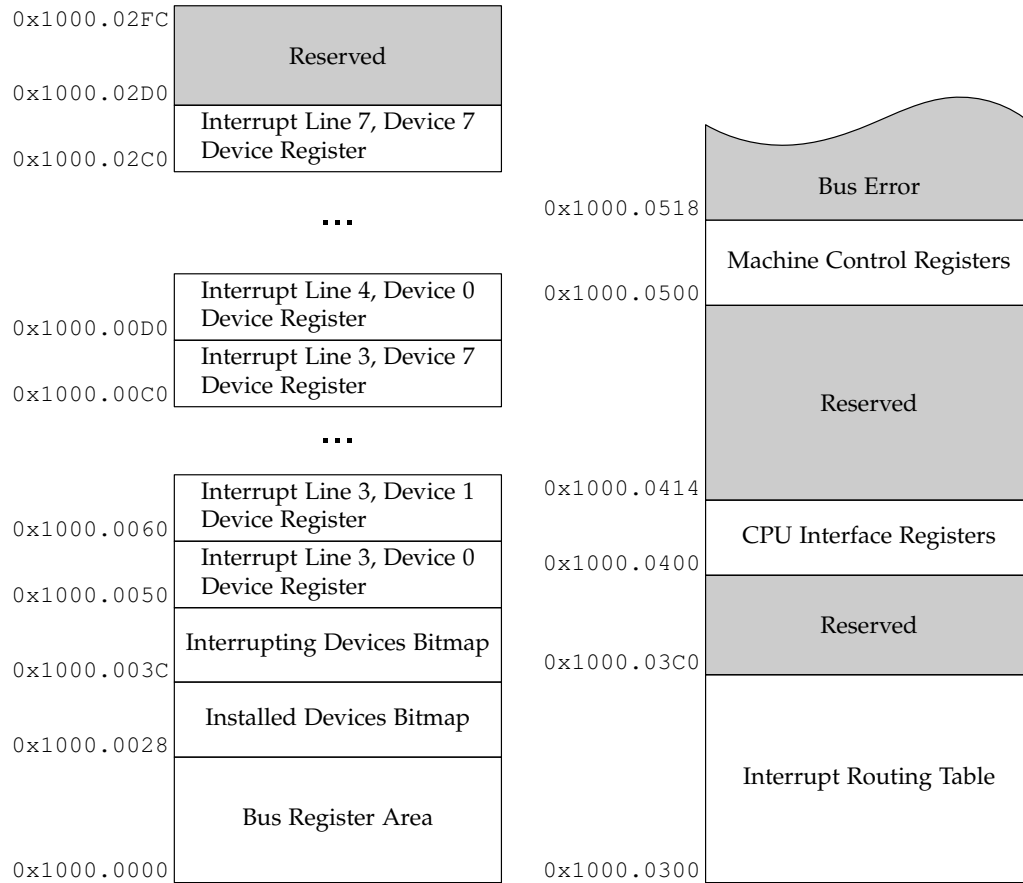 0x1000.02FC
Reserved
0x1000.02D0
Interrupt Line 7, Device 7
Device Register
0x1000.02C0
...
Interrupt Line 4, Device 0
Device Register
0x1000.00D0
Interrupt Line 3, Device 7
Device Register
0x1000.00C0
...
Interrupt Line 3, Device 1
Device Register
0x1000.0060
Interrupt Line 3, Device 0
Device Register
0x1000.0050
Interrupting Devices Bitmap
0x1000.003C
Installed Devices Bitmap
0x1000.0028
Bus Register Area
0x1000.0000
Bus Error
0x1000.0518
Machine Control Registers
0x1000.0500
Reserved
0x1000.0414
CPU Interface Registers
0x1000.0400
Reserved
0x1000.03C0
Interrupt Routing Table
0x1000.0300